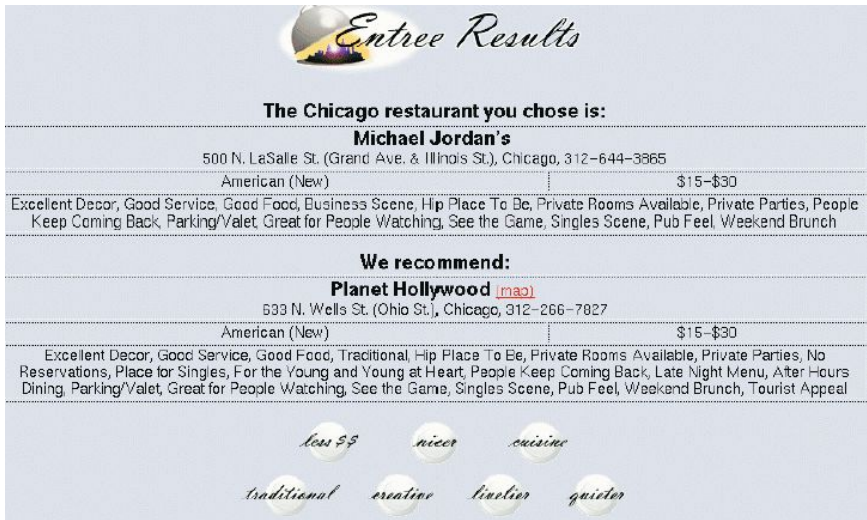 Entree Results
The Chicago restaurant you chose is:
Michael Jordan's
500 N. LaSalle St. (Grand Ave. & Illinois St.), Chicago, 312-644-3865
American (New) $15-$30
Excellent Decor, Good Service, Good Food, Business Scene, Hip Place To Be, Private Rooms Available, Private Parties, People
Keep Coming Back, Parking/Valet, Great for People Watching, See the Game, Singles Scene, Pub Feel, Weekend Brunch
We recommend:
Planet Hollywood (map)
633 N. Wells St. (Ohio St.), Chicago, 312-266-7827
American (New) $15-$30
Excellent Decor, Good Service, Good Food, Traditional, Hip Place To Be, Private Rooms Available, Private Parties, No
Reservations, Place for Singles, For the Young and Young at Heart, People Keep Coming Back, Late Night Menu, After Hours
Dining, Parking/Valet, Great for People Watching, See the Game, Singles Scene, Pub Feel, Weekend Brunch, Tourist Appeal
less $$ nicer cuisine
traditional creative livelier quieter